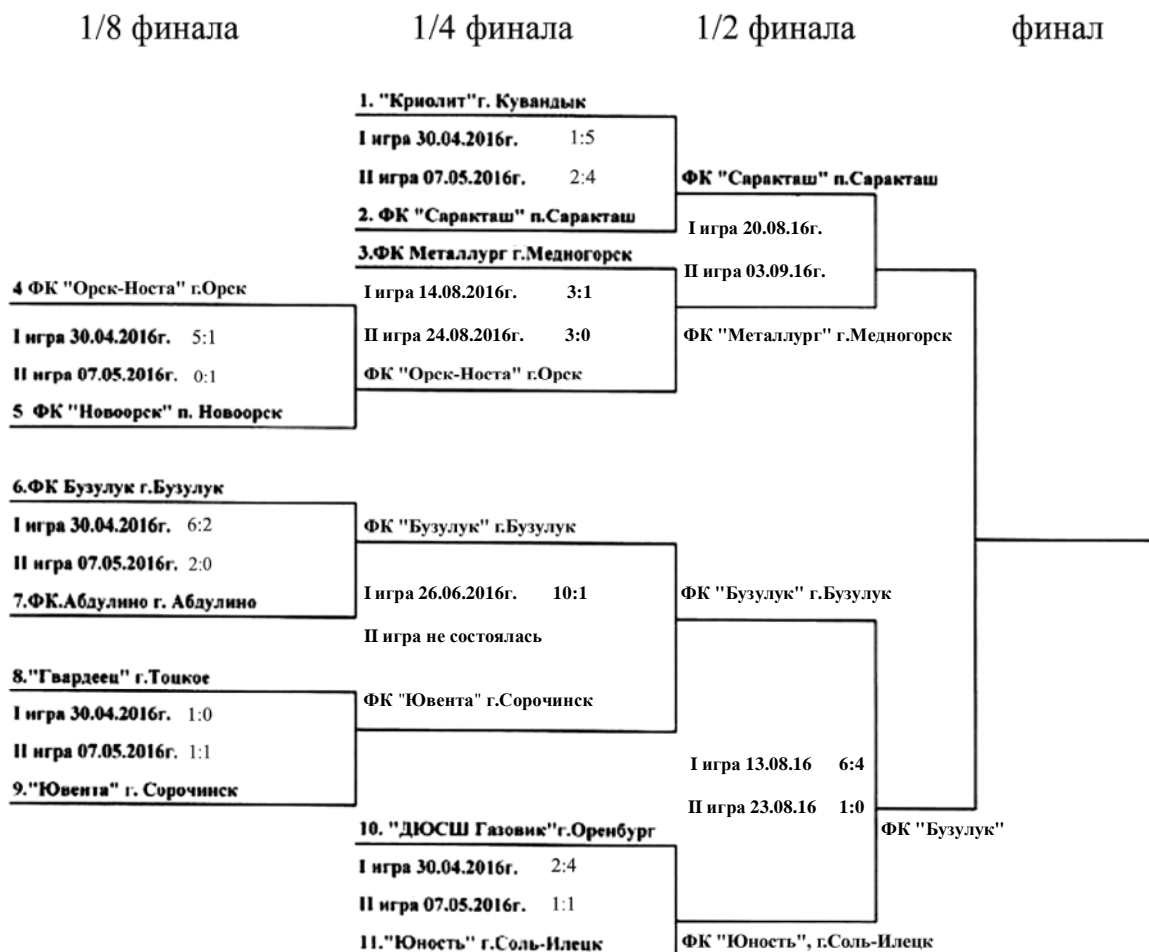 1/8 финала
1/4 финала
1/2 финала
финал
1. "Криолит"г. Кувандык
I игра 30.04.2016г. 1:5
II игра 07.05.2016г. 2:4
2. ФК "Саракташ" п.Саракташ
3.ФК Металлург г.Медногорск
I игра 14.08.2016г. 3:1
II игра 24.08.2016г. 3:0
ФК "Орск-Носта" г.Орск
4 ФК "Орск-Носта" г.Орск
I игра 30.04.2016г. 5:1
II игра 07.05.2016г. 0:1
5 ФК "Новоорск" п. Новоорск
6.ФК Бузулук г.Бузулук
I игра 30.04.2016г. 6:2
II игра 07.05.2016г. 2:0
7.ФК.Абдулино г. Абдулино
8."Гвардеец" г.Тоцкое
I игра 30.04.2016г. 1:0
II игра 07.05.2016г. 1:1
9."Ювента" г. Сорочинск
ФК "Бузулук" г.Бузулук
I игра 26.06.2016г. 10:1
II игра не состоялась
ФК "Ювента" г.Сорочинск
10. "ДЮСШ Газовик"г.Оренбург
I игра 30.04.2016г. 2:4
II игра 07.05.2016г. 1:1
11."Юность" г.Соль-Илецк
ФК "Саракташ" п.Саракташ
I игра 20.08.16г.
II игра 03.09.16г.
ФК "Металлург" г.Медногорск
ФК "Бузулук" г.Бузулук
I игра 13.08.16 6:4
II игра 23.08.16 1:0
ФК "Юность", г.Соль-Илецк
ФК "Бузулук"